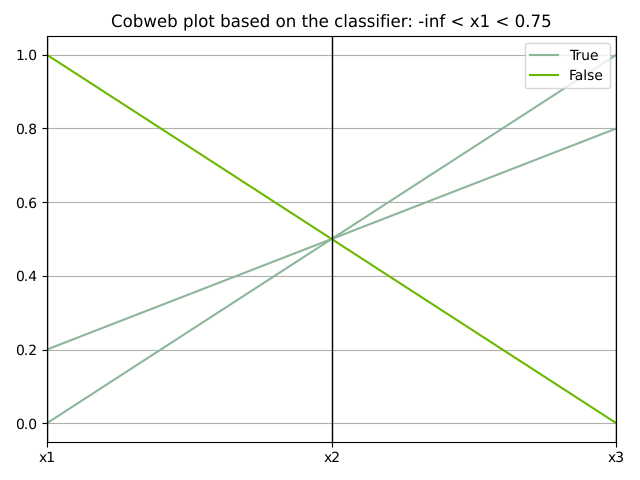 Cobweb plot based on the classifier: -inf < x1 < 0.75
True
False
1.0
0.8
0.6
0.4
0.2
0.0
x1
x2
x3